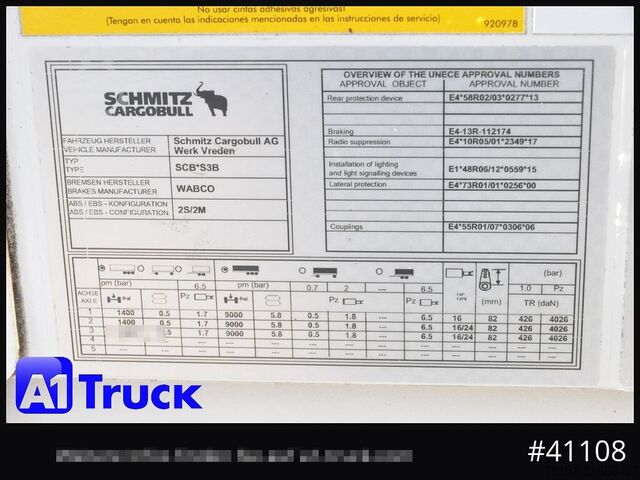 No usar cintas adhesivas agresivas!
(Tengan en cuenta las indicaciones mencionadas en las instrucciones de servicio)
920978
SCHMITZ
CARGOBULL
FAHRZEUG HERSTELLER
VEHICLE MANUFACTURER
Schmitz Cargobull AG
Werk Vreden
TYP
TYPE
SCB*S3B
BREMSEN HERSTELLER
BRAKES MANUFACTURER
WABCO
ABS / EBS - KONFIGURATION
ABS / EBS - CONFIGURATION
2S/2M
OVERVIEW OF THE UNECE APPROVAL NUMBERS
APPROVAL OBJECT APPROVAL NUMBER
Rear protection device E4*58R02/03*0277*13
Braking E4-13R-112174
Radio suppression E4*10R05/01*2349*17
Installation of lighting
and light signalling devices E1*48R06/12*0559*15
Lateral protection E4*73R01/01*0256*00
Couplings E4*55R01/07*0306*06
pm (bar) 6.5 pm (bar) 0.7 2 --- 6.5 (bar)
ACHSE
AXLE
(kg) Pz (kg) Pz TYP
TYPE (mm) 1.0 Pz
TR (daN)
1 1400 0.5 1.7 9000 5.8 0.5 1.8 --- 6.5 16 82 426 4026
2 1400 0.5 1.7 9000 5.8 0.5 1.8 --- 6.5 16/24 82 426 4026
3 0.5 1.7 9000 5.8 0.5 1.8 --- 6.5 16/24 82 426 4026
4 --- --- --- --- --- --- --- --- --- --- --- --- ---
5 --- --- --- --- --- --- --- --- --- --- --- --- ---
A1 Truck
#41108